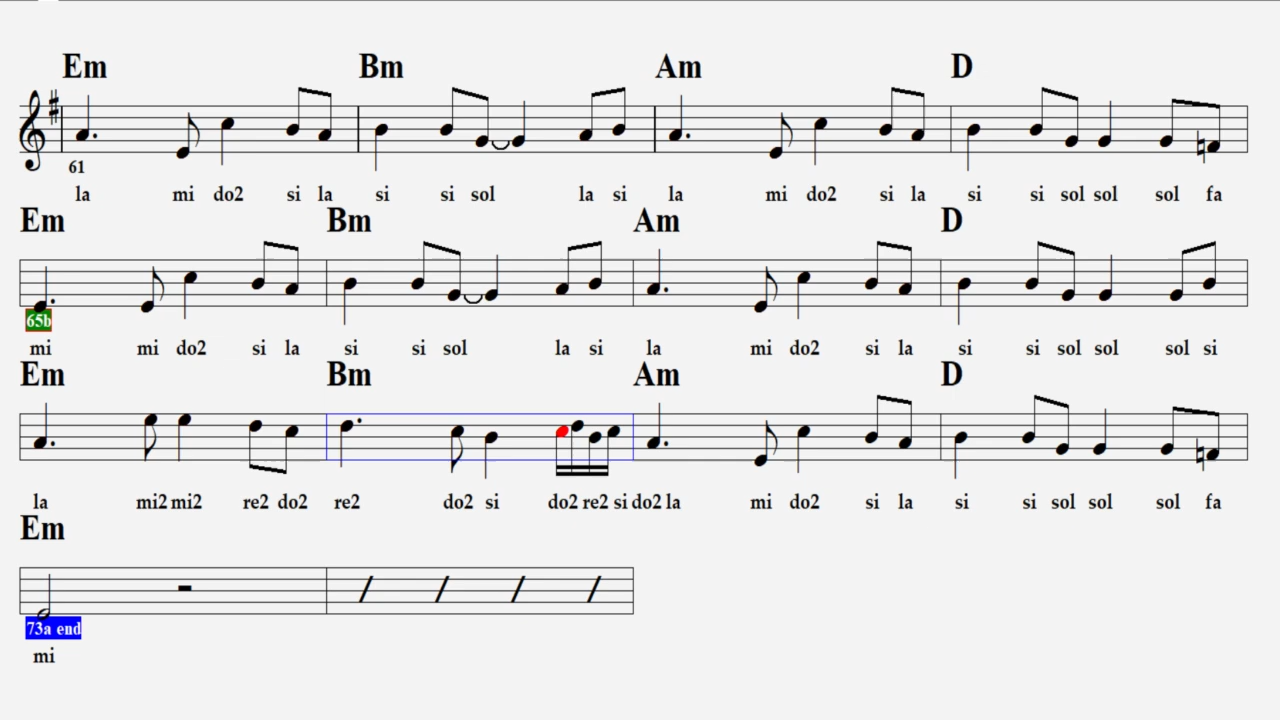 Em Bm Am D
61
la mi do2 si la si si sol la si la mi do2 si la si si sol sol sol fa
Em Bm Am D
65b
mi mi do2 si la si si sol la si la mi do2 si la si si sol sol sol si
Em Bm Am D
la mi2 mi2 re2 do2 re2 do2 si do2 re2 si do2 la mi do2 si la si si sol sol sol fa
Em
73a end
mi